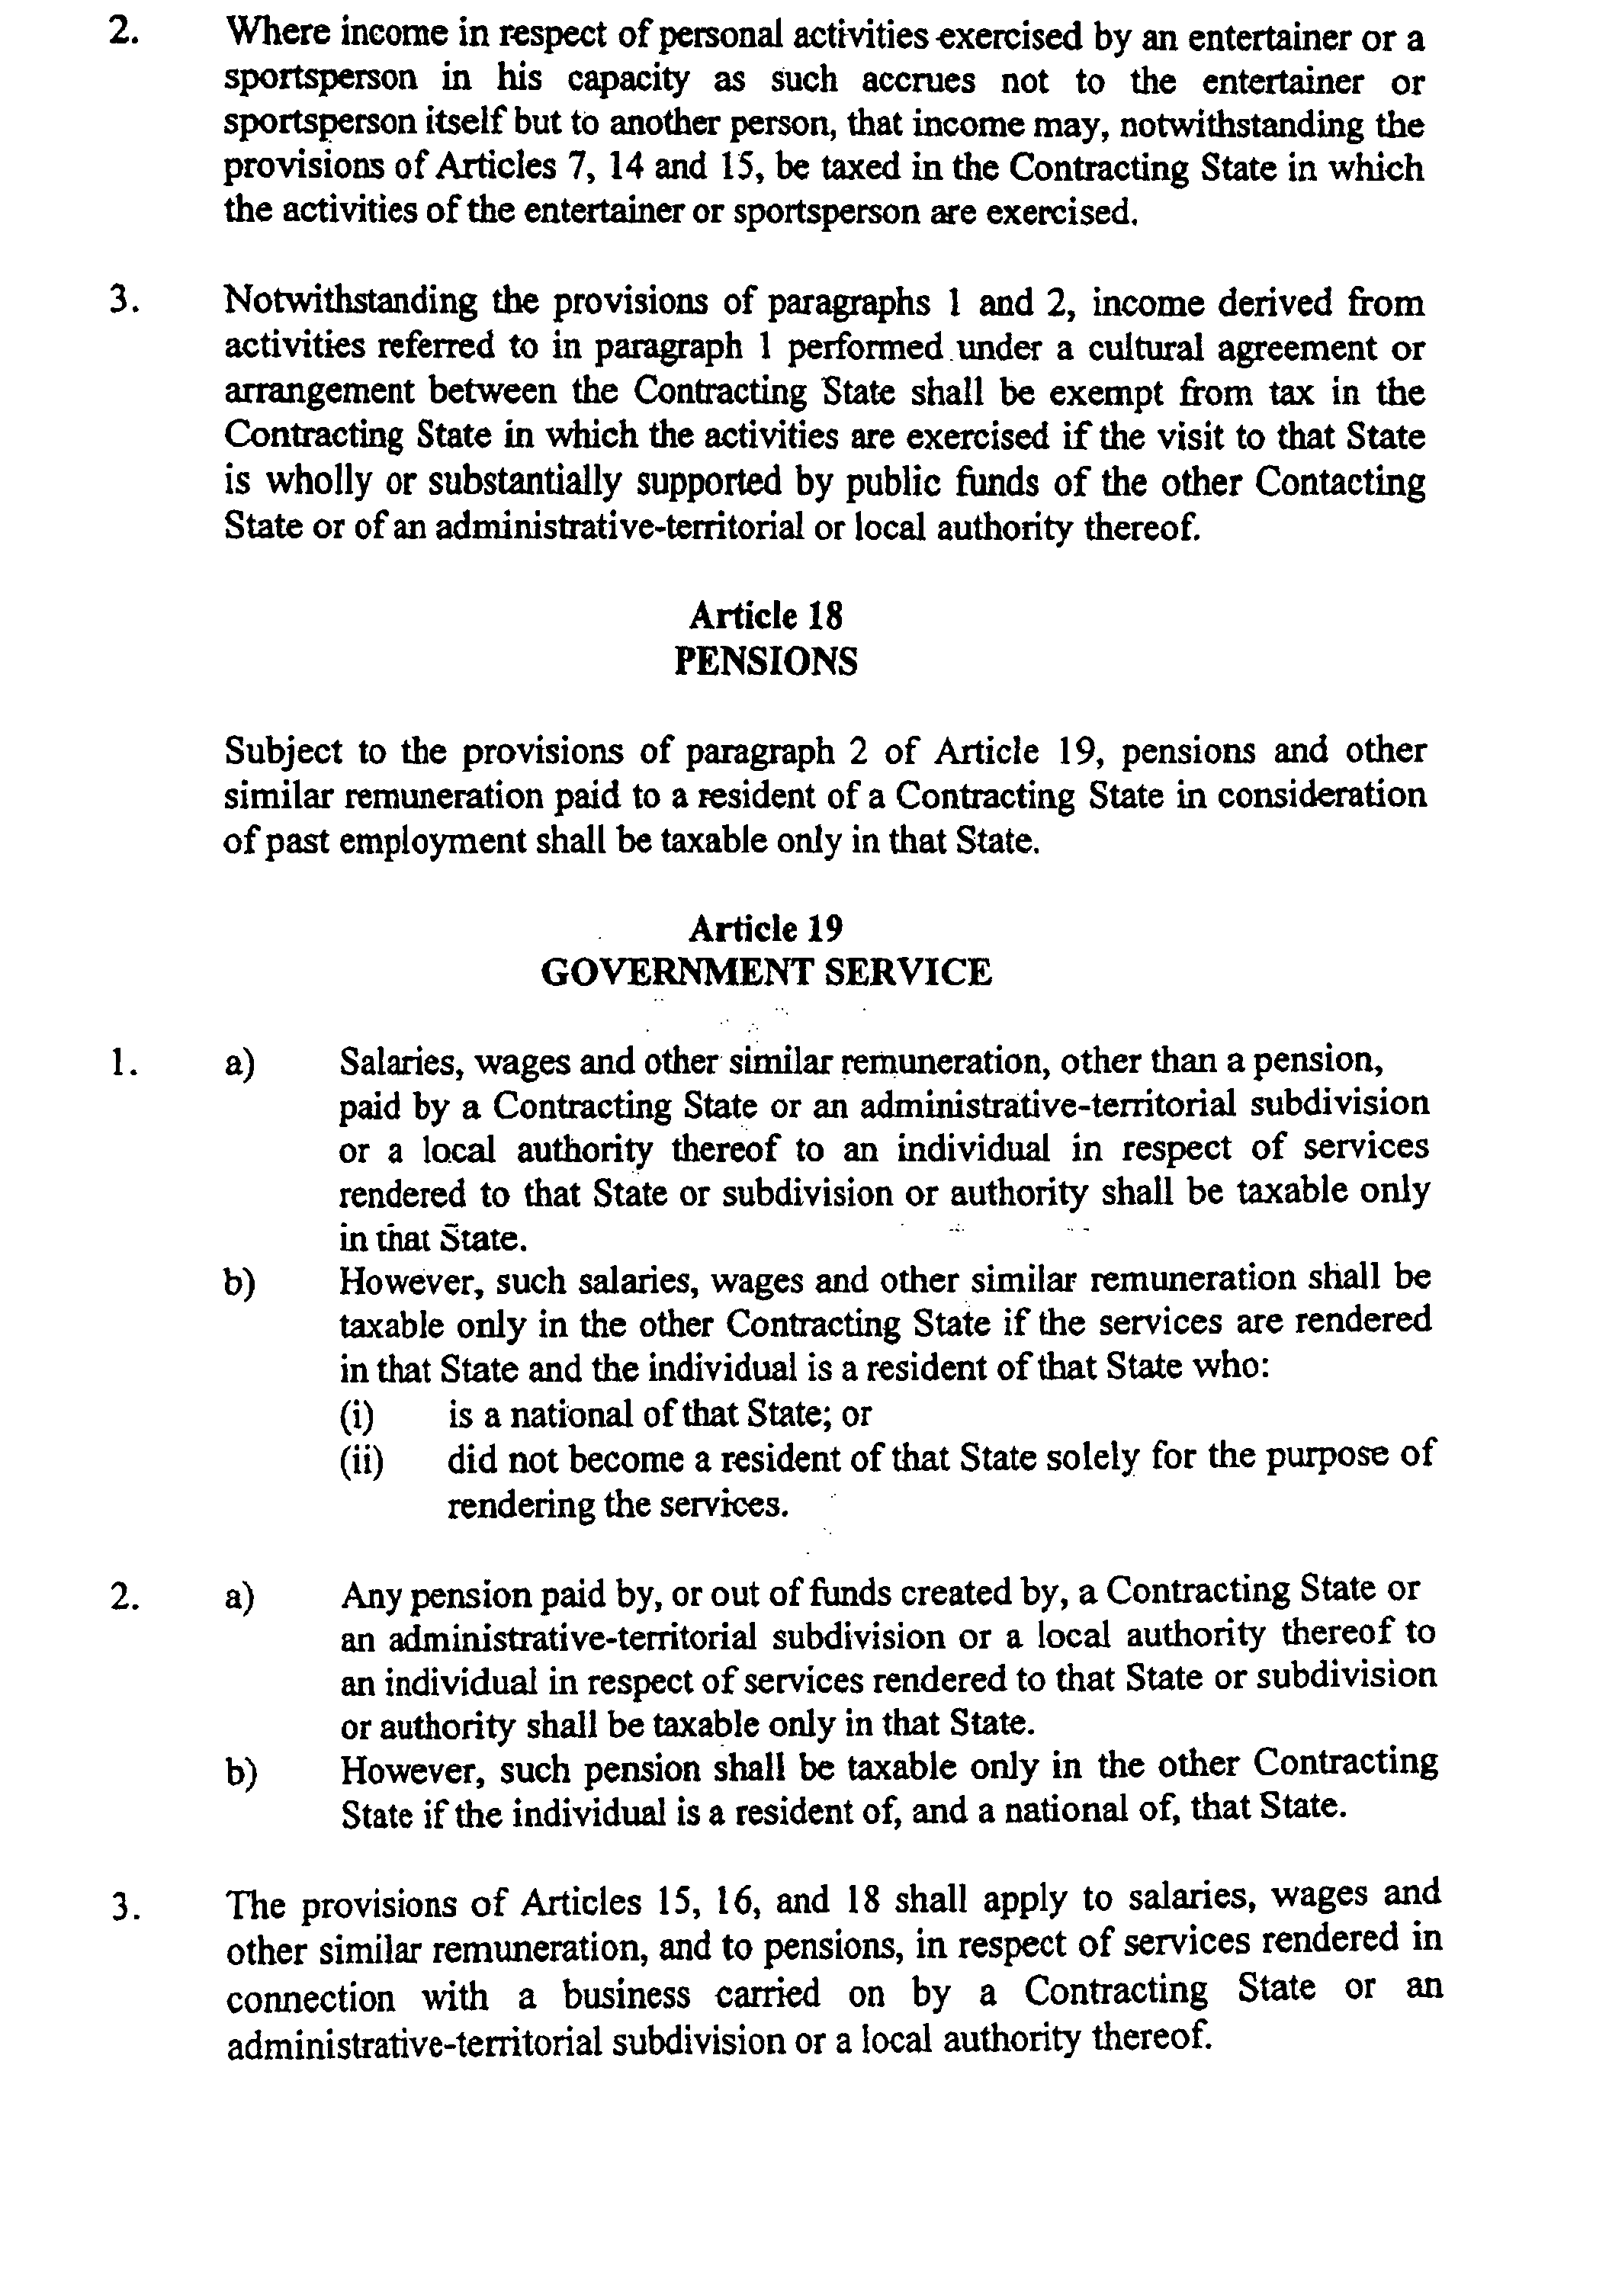 2. Where income in respect of personal activities exercised by an entertainer or a
sportsperson in his capacity as such accrues not to the entertainer or
sportsperson itself but to another person, that income may, notwithstanding the
provisions of Articles 7, 14 and 15, be taxed in the Contracting State in which
the activities of the entertainer or sportsperson are exercised.
3. Notwithstanding the provisions of paragraphs 1 and 2, income derived from
activities referred to in paragraph 1 performed under a cultural agreement or
arrangement between the Contracting State shall be exempt from tax in the
Contracting State in which the activities are exercised if the visit to that State
is wholly or substantially supported by public funds of the other Contacting
State or of an administrative-territorial or local authority thereof.
Article 18
PENSIONS
Subject to the provisions of paragraph 2 of Article 19, pensions and other
similar remuneration paid to a resident of a Contracting State in consideration
of past employment shall be taxable only in that State.
Article 19
GOVERNMENT SERVICE
1. a) Salaries, wages and other similar remuneration, other than a pension,
paid by a Contracting State or an administrative-territorial subdivision
or a local authority thereof to an individual in respect of services
rendered to that State or subdivision or authority shall be taxable only
in that State.
b) However, such salaries, wages and other similar remuneration shall be
taxable only in the other Contracting State if the services are rendered
in that State and the individual is a resident of that State who:
(i) is a national of that State; or
(ii) did not become a resident of that State solely for the purpose of
rendering the services.
2. a) Any pension paid by, or out of funds created by, a Contracting State or
an administrative-territorial subdivision or a local authority thereof to
an individual in respect of services rendered to that State or subdivision
or authority shall be taxable only in that State.
b) However, such pension shall be taxable only in the other Contracting
State if the individual is a resident of, and a national of, that State.
3. The provisions of Articles 15, 16, and 18 shall apply to salaries, wages and
other similar remuneration, and to pensions, in respect of services rendered in
connection with a business carried on by a Contracting State or an
administrative-territorial subdivision or a local authority thereof.